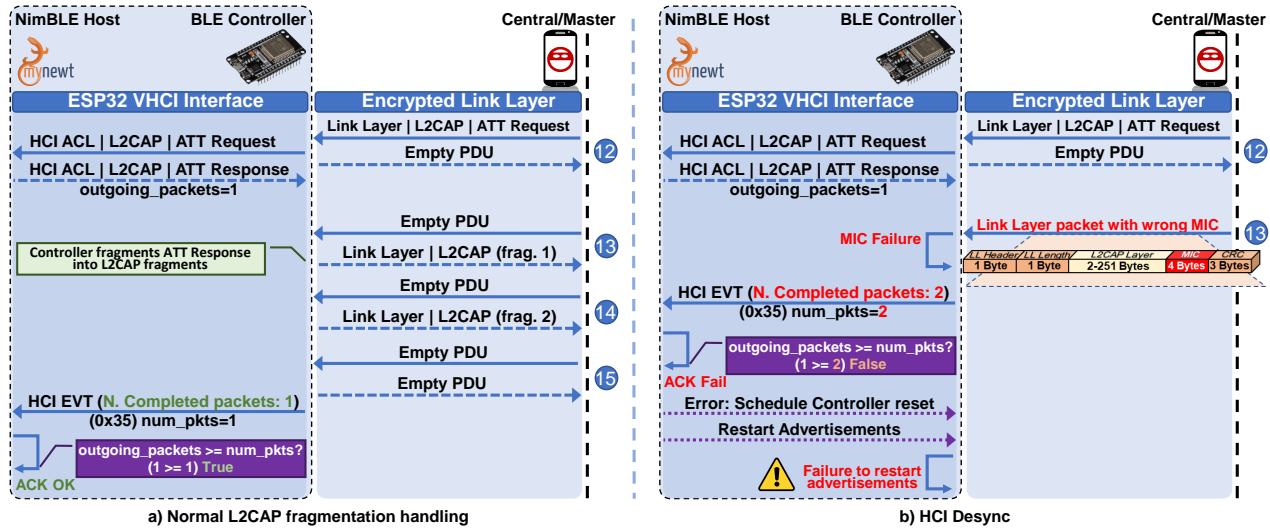 NimBLE Host
BLE Controller
Central/Master
mynewt
ESP32 VHCI Interface
Encrypted Link Layer
Link Layer | L2CAP | ATT Request
HCI ACL | L2CAP | ATT Request
Empty PDU
12
HCI ACL | L2CAP | ATT Response
outgoing_packets=1
Empty PDU
13
Controller fragments ATT Response
into L2CAP fragments
Link Layer | L2CAP (frag. 1)
Empty PDU
14
Link Layer | L2CAP (frag. 2)
Empty PDU
15
Empty PDU
HCI EVT (N. Completed packets: 1)
(0x35) num_pkts=1
outgoing_packets >= num_pkts?
(1 >= 1) True
ACK OK
a) Normal L2CAP fragmentation handling
NimBLE Host
BLE Controller
Central/Master
mynewt
ESP32 VHCI Interface
Encrypted Link Layer
Link Layer | L2CAP | ATT Request
HCI ACL | L2CAP | ATT Request
Empty PDU
12
HCI ACL | L2CAP | ATT Response
outgoing_packets=1
Link Layer packet with wrong MIC
13
MIC Failure
LL Header
LL Length
L2CAP Layer
MIC
CRC
1 Byte
1 Byte
2-251 Bytes
4 Bytes
3 Bytes
HCI EVT (N. Completed packets: 2)
(0x35) num_pkts=2
outgoing_packets >= num_pkts?
(1 >= 2) False
ACK Fail
Error: Schedule Controller reset
Restart Advertisements
Failure to restart
advertisements
b) HCI Desync